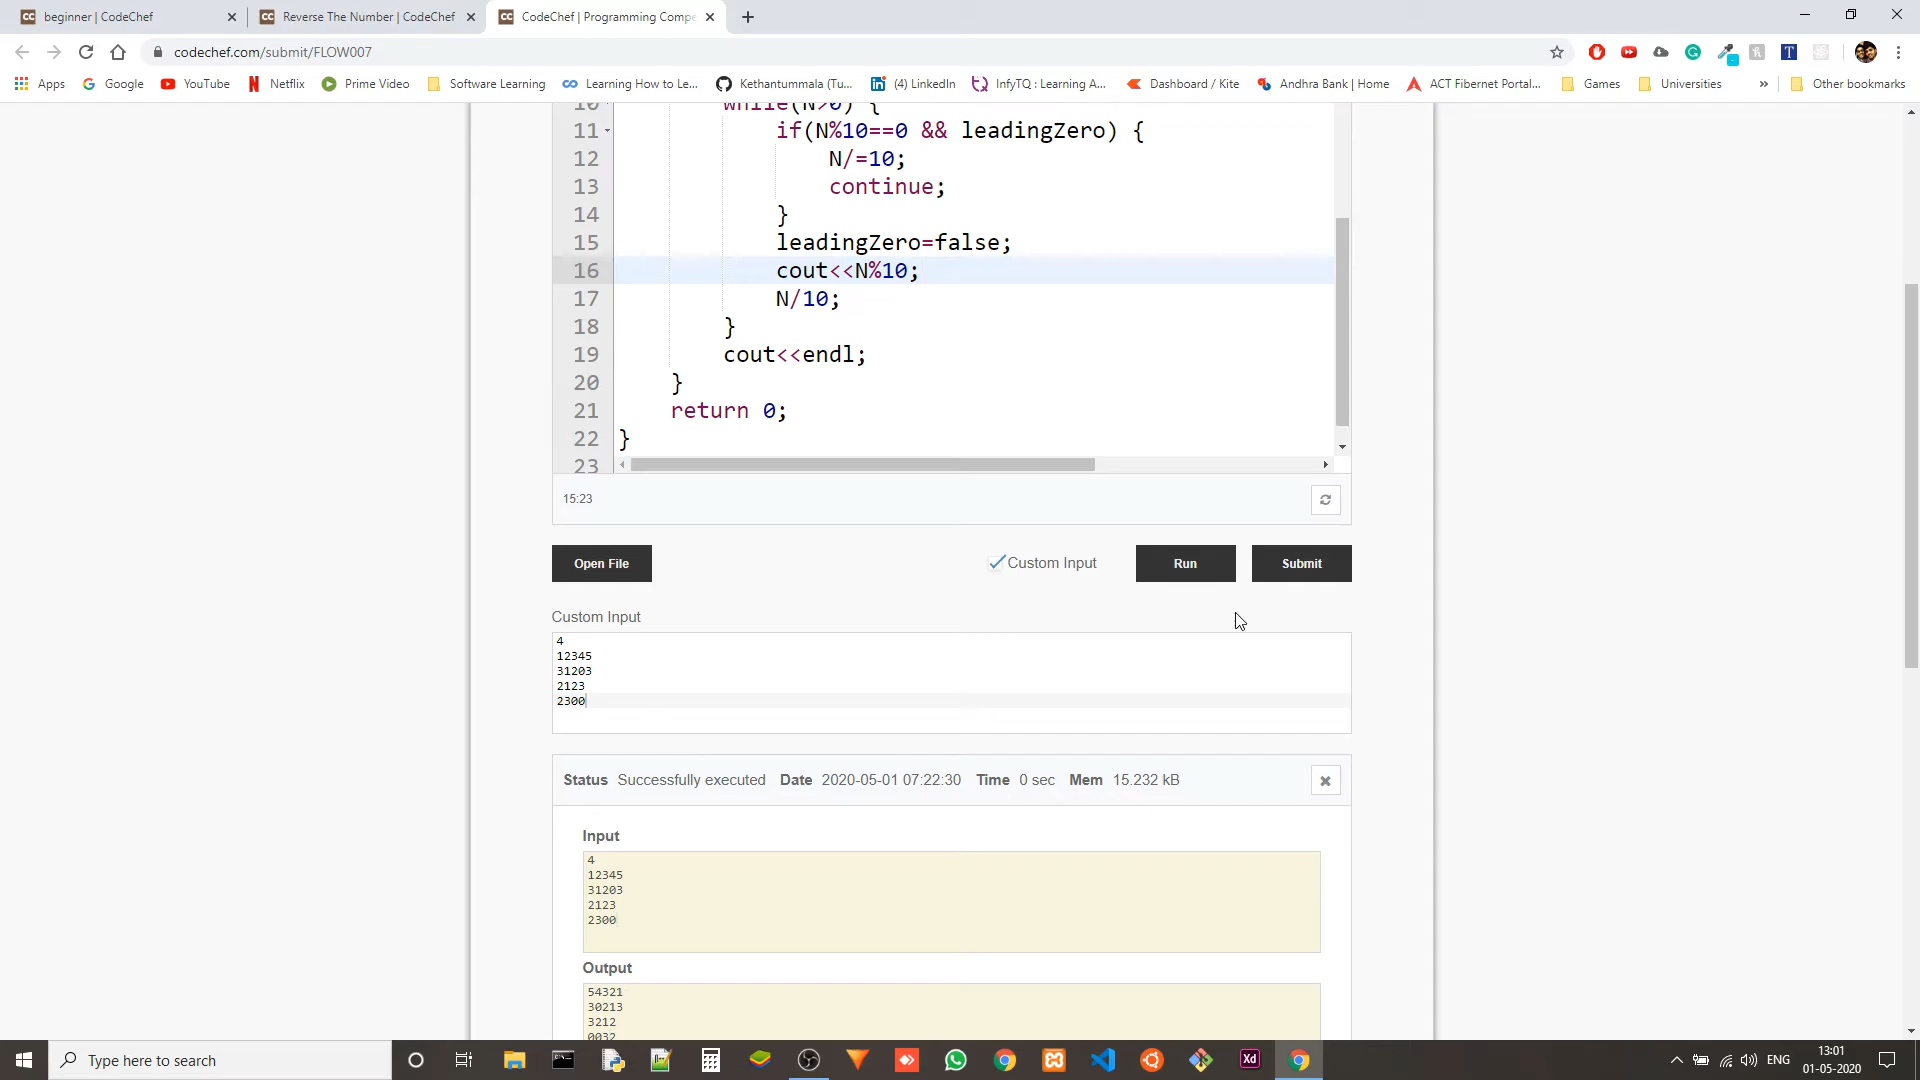 beginner | CodeChef
Reverse The Number | CodeChef
CodeChef | Programming Compe
codechef.com/submit/FLOW007
Apps
Google
YouTube
Netflix
Prime Video
Software Learning
Learning How to Le...
Kethantummala (Tu...
(4) LinkedIn
InfyTQ : Learning A...
Dashboard / Kite
Andhra Bank | Home
ACT Fibernet Portal...
Games
Universities
»
Other bookmarks
10 while(N>0) {
11 if(N%10==0 && leadingZero) {
12 N/=10;
13 continue;
14 }
15 leadingZero=false;
16 cout<<N%10;
17 N/10;
18 }
19 cout<<endl;
20 }
21 return 0;
22 }
23
15:23
Open File
Custom Input
Run
Submit
Custom Input
4
12345
31203
2123
2300
Status Successfully executed Date 2020-05-01 07:22:30 Time 0 sec Mem 15.232 kB
Input
4
12345
31203
2123
2300
Output
54321
30213
3212
0032
Type here to search
Xd
ENG
13:01
01-05-2020